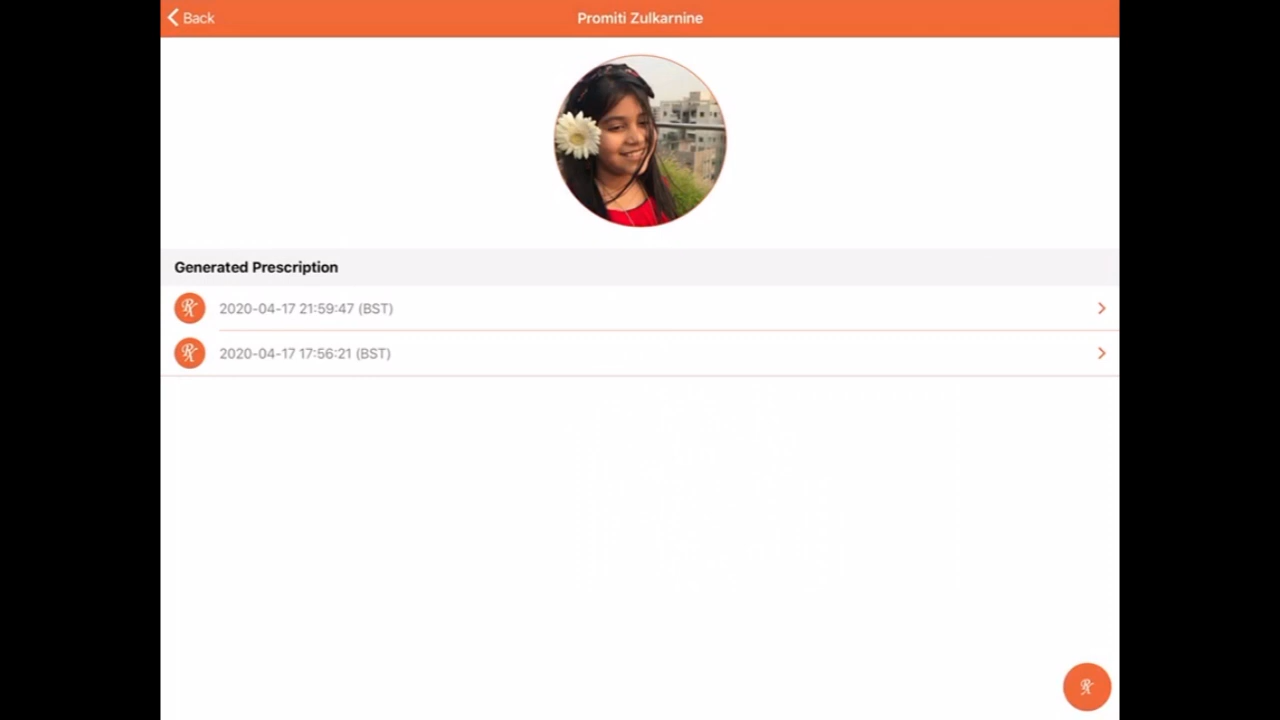 Back
Promiti Zulkarnine
Generated Prescription
2020-04-17 21:59:47 (BST)
2020-04-17 17:56:21 (BST)